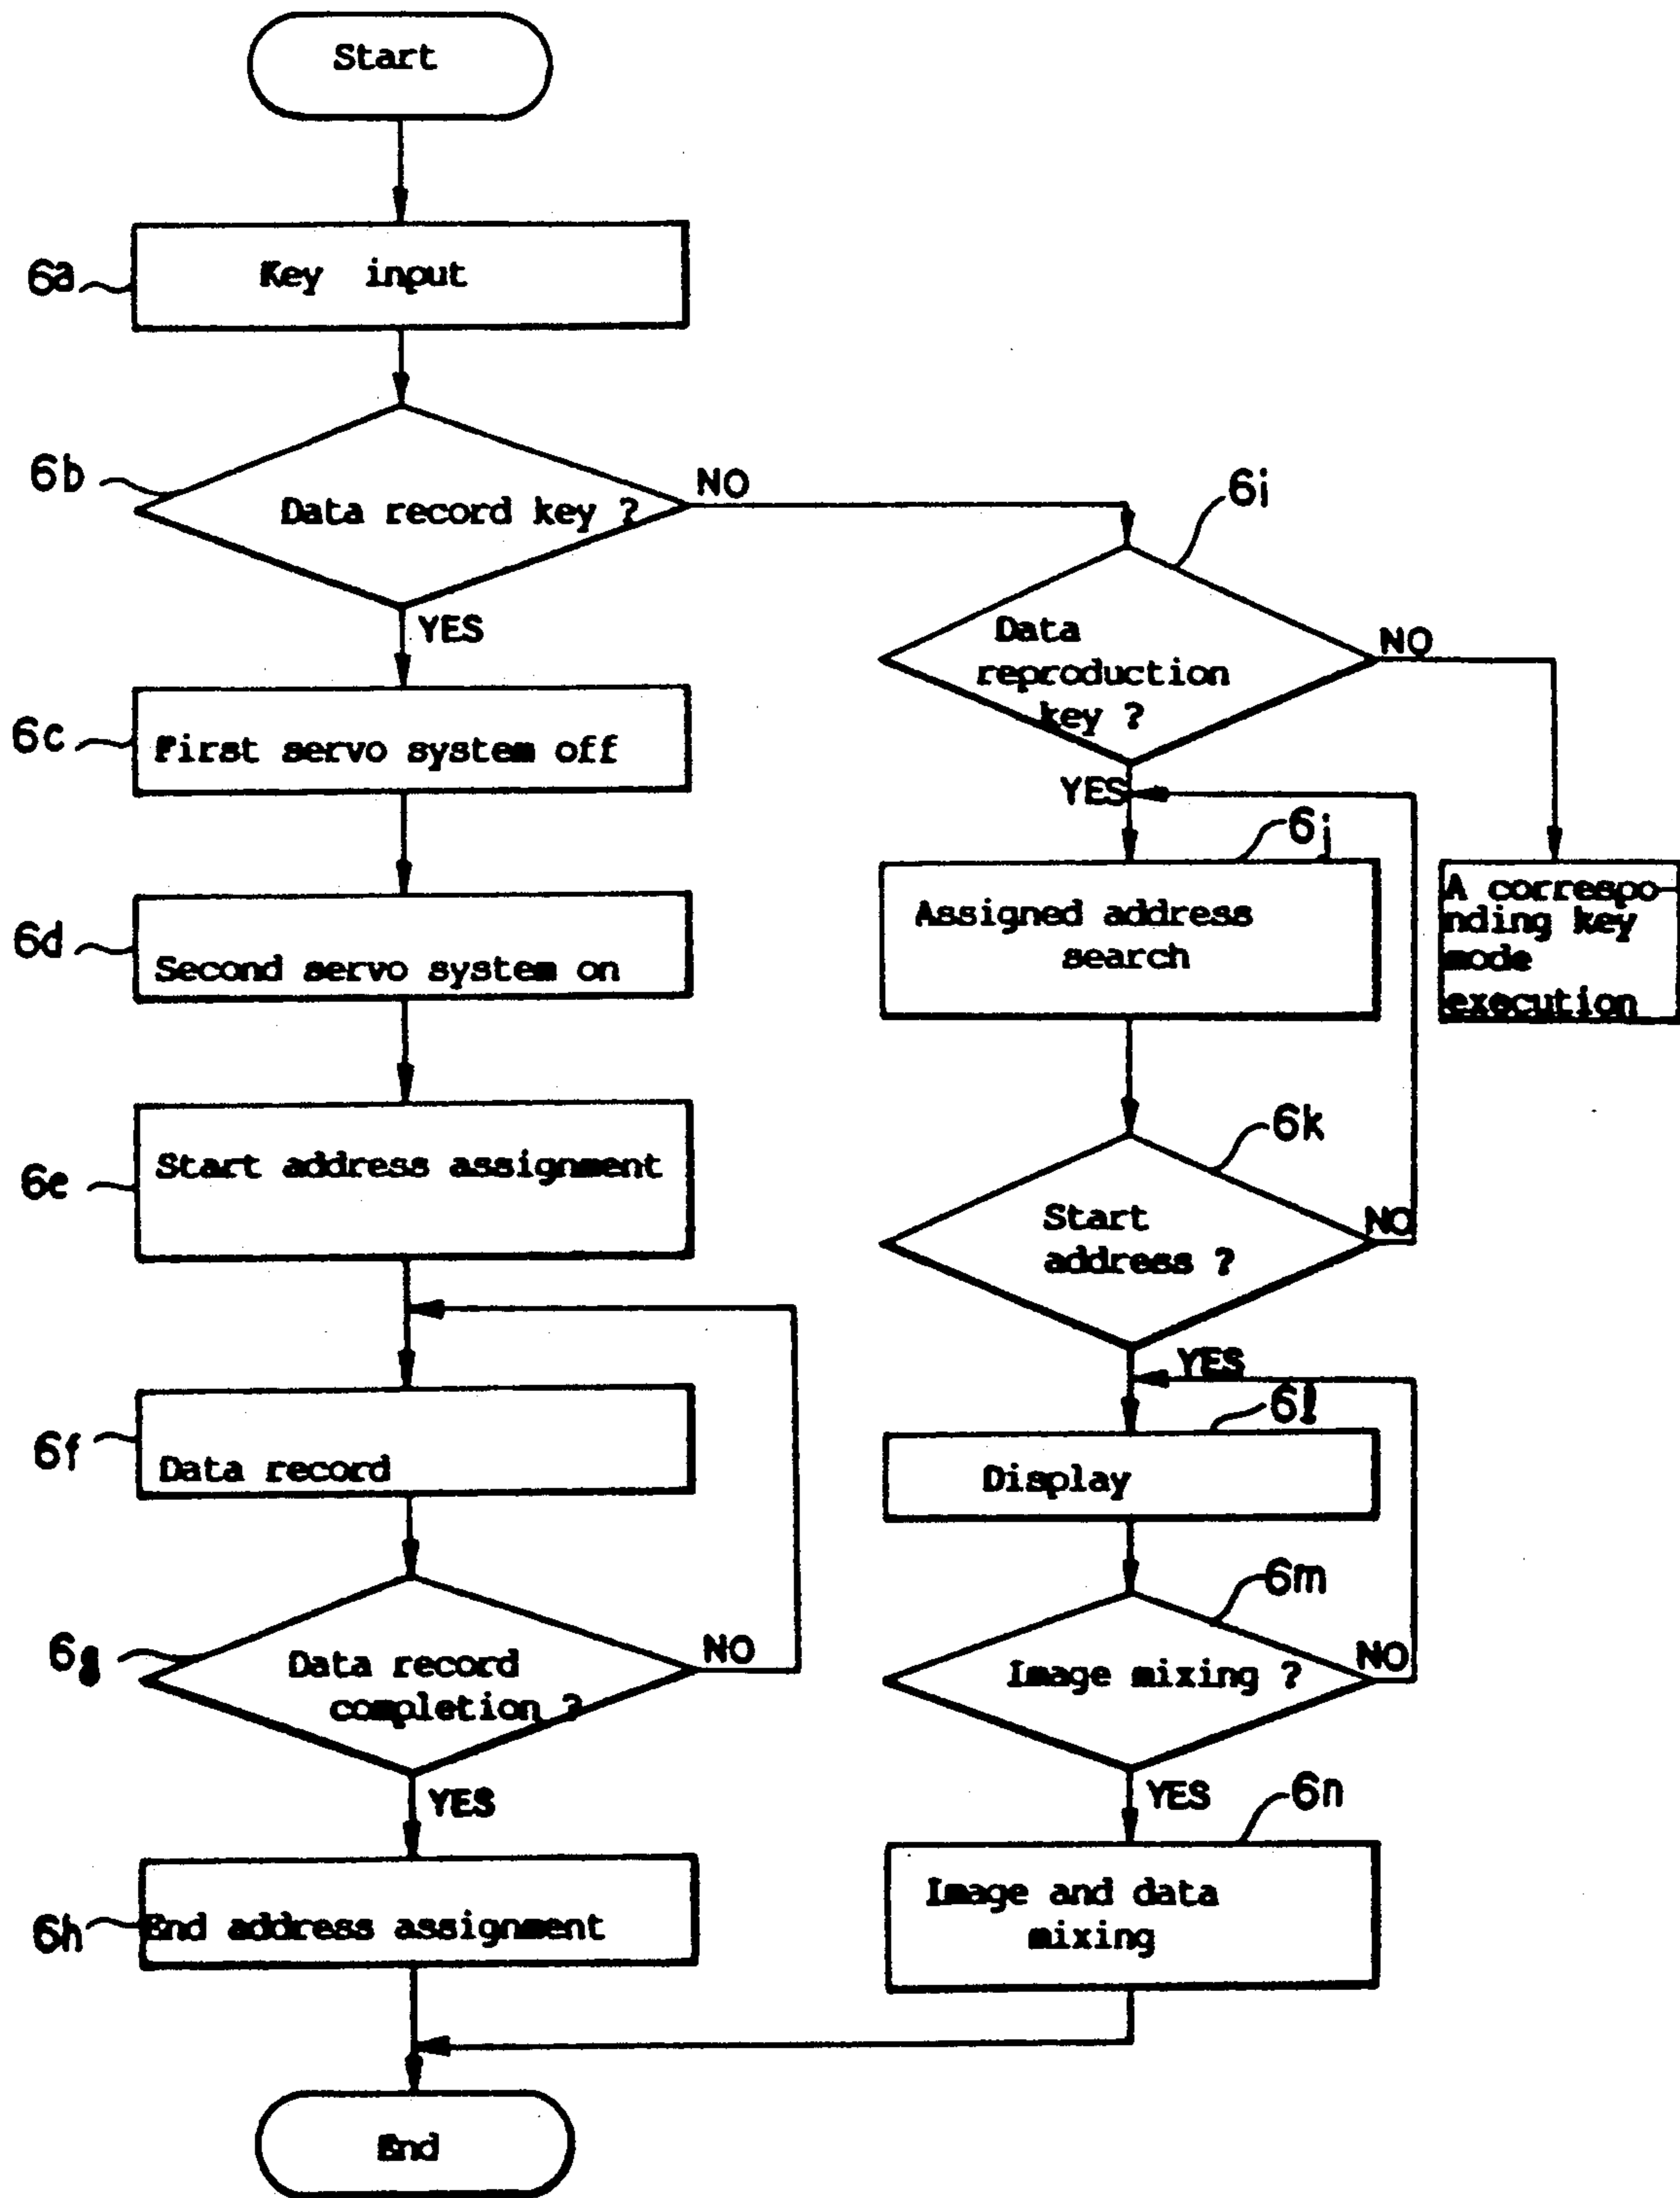 Start
6a
Key input
6b
Data record key ?
NO
YES
6c
First servo system off
6d
Second servo system on
6e
Start address assignment
6f
Data record
6g
Data record
completion ?
NO
YES
6h
End address assignment
End
6i
Data
reproduction
key ?
NO
YES
A correspo-
nding key
mode
execution
6j
Assigned address
search
6k
Start
address ?
NO
YES
6l
Display
6m
Image mixing ?
NO
YES
6n
Image and data
mixing